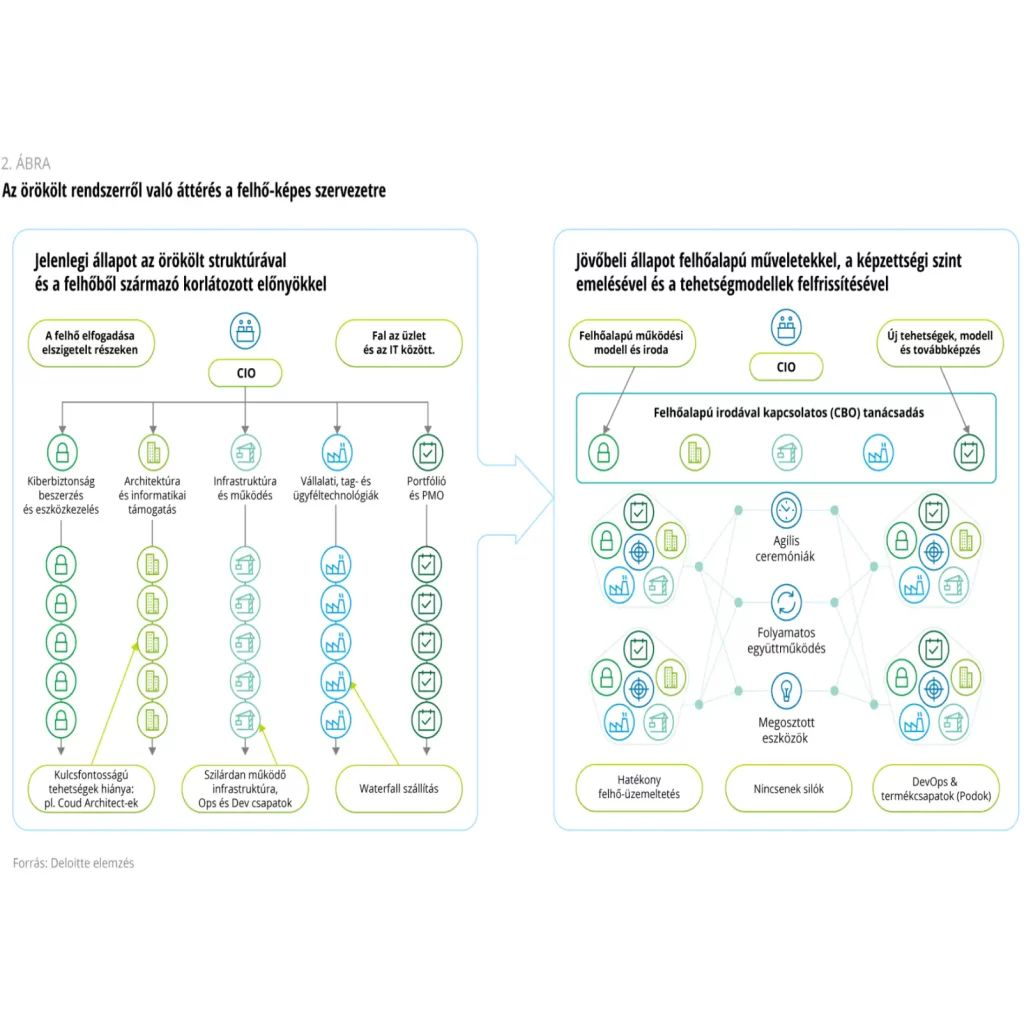 2. ÁBRA
Az örökölt rendszerről való áttérés a felhő-képes szervezetre
Jelenlegi állapot az örökölt struktúrával
és a felhőből származó korlátozott előnyökkel
A felhő elfogadása
elszigetelt részeken
CIO
Fal az üzlet
és az IT között.
Kiberbiztonság
beszerzés
és eszközkezelés
Architektúra
és informatikai
támogatás
Infrastruktúra
és működés
Vállalati, tag- és
ügyféltechnológiák
Portfólió
és PMO
Kulcsfontosságú
tehetségek hiánya:
pl. Coud Architect-ek
Szilárdan működő
infrastruktúra,
Ops és Dev csapatok
Waterfall szállítás
Jövőbeli állapot felhőalapú műveletekkel, a képzettségi szint
emelésével és a tehetségmodellek felfrissítésével
Felhőalapú működési
modell és iroda
CIO
Új tehetségek, modell
és továbbképzés
Felhőalapú irodával kapcsolatos (CBO) tanácsadás
Agilis
ceremóniák
Folyamatos
együttműködés
Megosztott
eszközök
Hatékony
felhő-üzemeltetés
Nincsenek silók
DevOps &
termékcsapatok (Podok)
Forrás: Deloitte elemzés